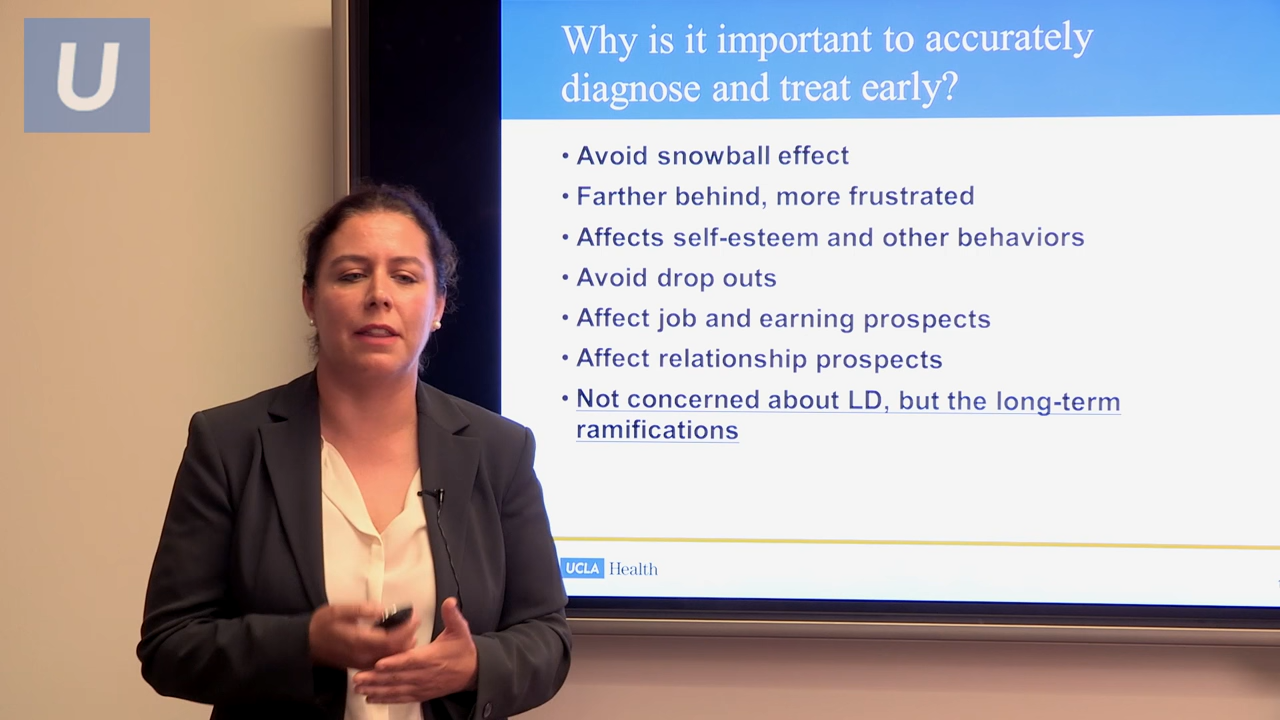 U
Why is it important to accurately
diagnose and treat early?
• Avoid snowball effect
• Farther behind, more frustrated
• Affects self-esteem and other behaviors
• Avoid drop outs
• Affect job and earning prospects
• Affect relationship prospects
• Not concerned about LD, but the long-term
ramifications
UCLA Health